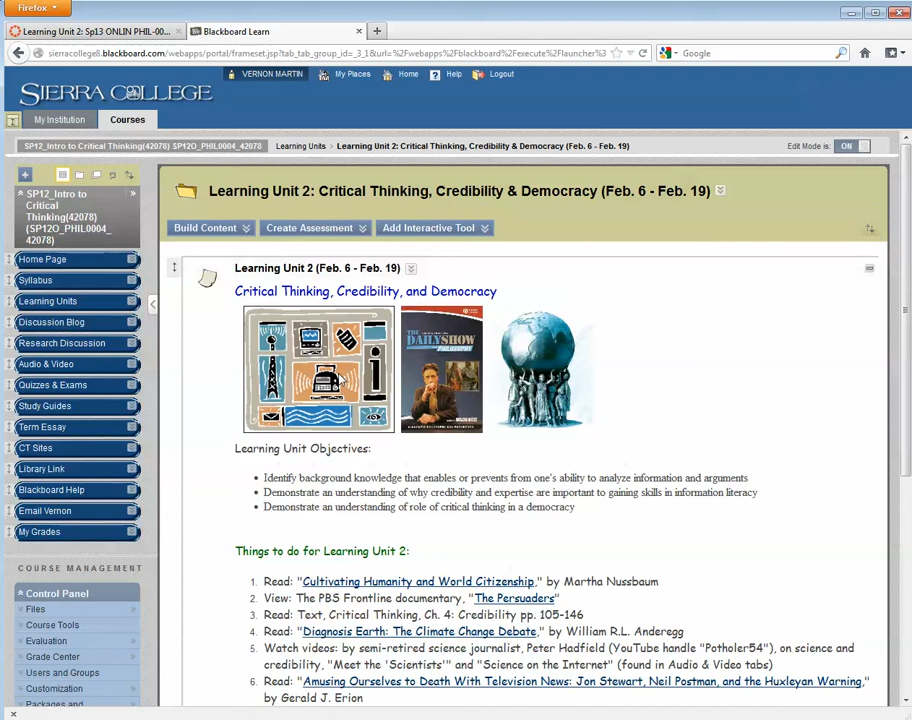 Firefox
Learning Unit 2: Sp13 ONLIN PHIL-00...
Blackboard Learn
sierracollege8.blackboard.com/webapps/portal/frameset.jsp?tab_tab_group_id=_3_1&url=%2Fwebapps%2Fblackboard%2Fexecute%2Flauncher%3
Google
VERNON MARTIN
My Places
Home
Help
Logout
SIERRA COLLEGE
My Institution
Courses
SP12_Intro to Critical Thinking(42078) SP12O_PHIL0004_42078
Learning Units
Learning Unit 2: Critical Thinking, Credibility & Democracy (Feb. 6 - Feb. 19)
Edit Mode is:
ON
SP12_Intro to
Critical
Thinking(42078)
(SP12O_PHIL0004_
42078)
Home Page
Syllabus
Learning Units
Discussion Blog
Research Discussion
Audio & Video
Quizzes & Exams
Study Guides
Term Essay
CT Sites
Library Link
Blackboard Help
Email Vernon
My Grades
COURSE MANAGEMENT
Control Panel
Files
Course Tools
Evaluation
Grade Center
Users and Groups
Customization
Packages and
Learning Unit 2: Critical Thinking, Credibility & Democracy (Feb. 6 - Feb. 19)
Build Content
Create Assessment
Add Interactive Tool
Learning Unit 2 (Feb. 6 - Feb. 19)
Critical Thinking, Credibility, and Democracy
THE
DAILY SHOW
PHILOSOPHY
Learning Unit Objectives:
• Identify background knowledge that enables or prevents from one's ability to analyze information and arguments
• Demonstrate an understanding of why credibility and expertise are important to gaining skills in information literacy
• Demonstrate an understanding of role of critical thinking in a democracy
Things to do for Learning Unit 2:
1. Read: "Cultivating Humanity and World Citizenship," by Martha Nussbaum
2. View: The PBS Frontline documentary, "The Persuaders"
3. Read: Text, Critical Thinking, Ch. 4: Credibility pp. 105-146
4. Read: "Diagnosis Earth: The Climate Change Debate," by William R.L. Anderegg
5. Watch videos: by semi-retired science journalist, Peter Hadfield (YouTube handle "Potholer54"), on science and
credibility, "Meet the 'Scientists'" and "Science on the Internet" (found in Audio & Video tabs)
6. Read: "Amusing Ourselves to Death With Television News: Jon Stewart, Neil Postman, and the Huxleyan Warning,"
by Gerald J. Erion